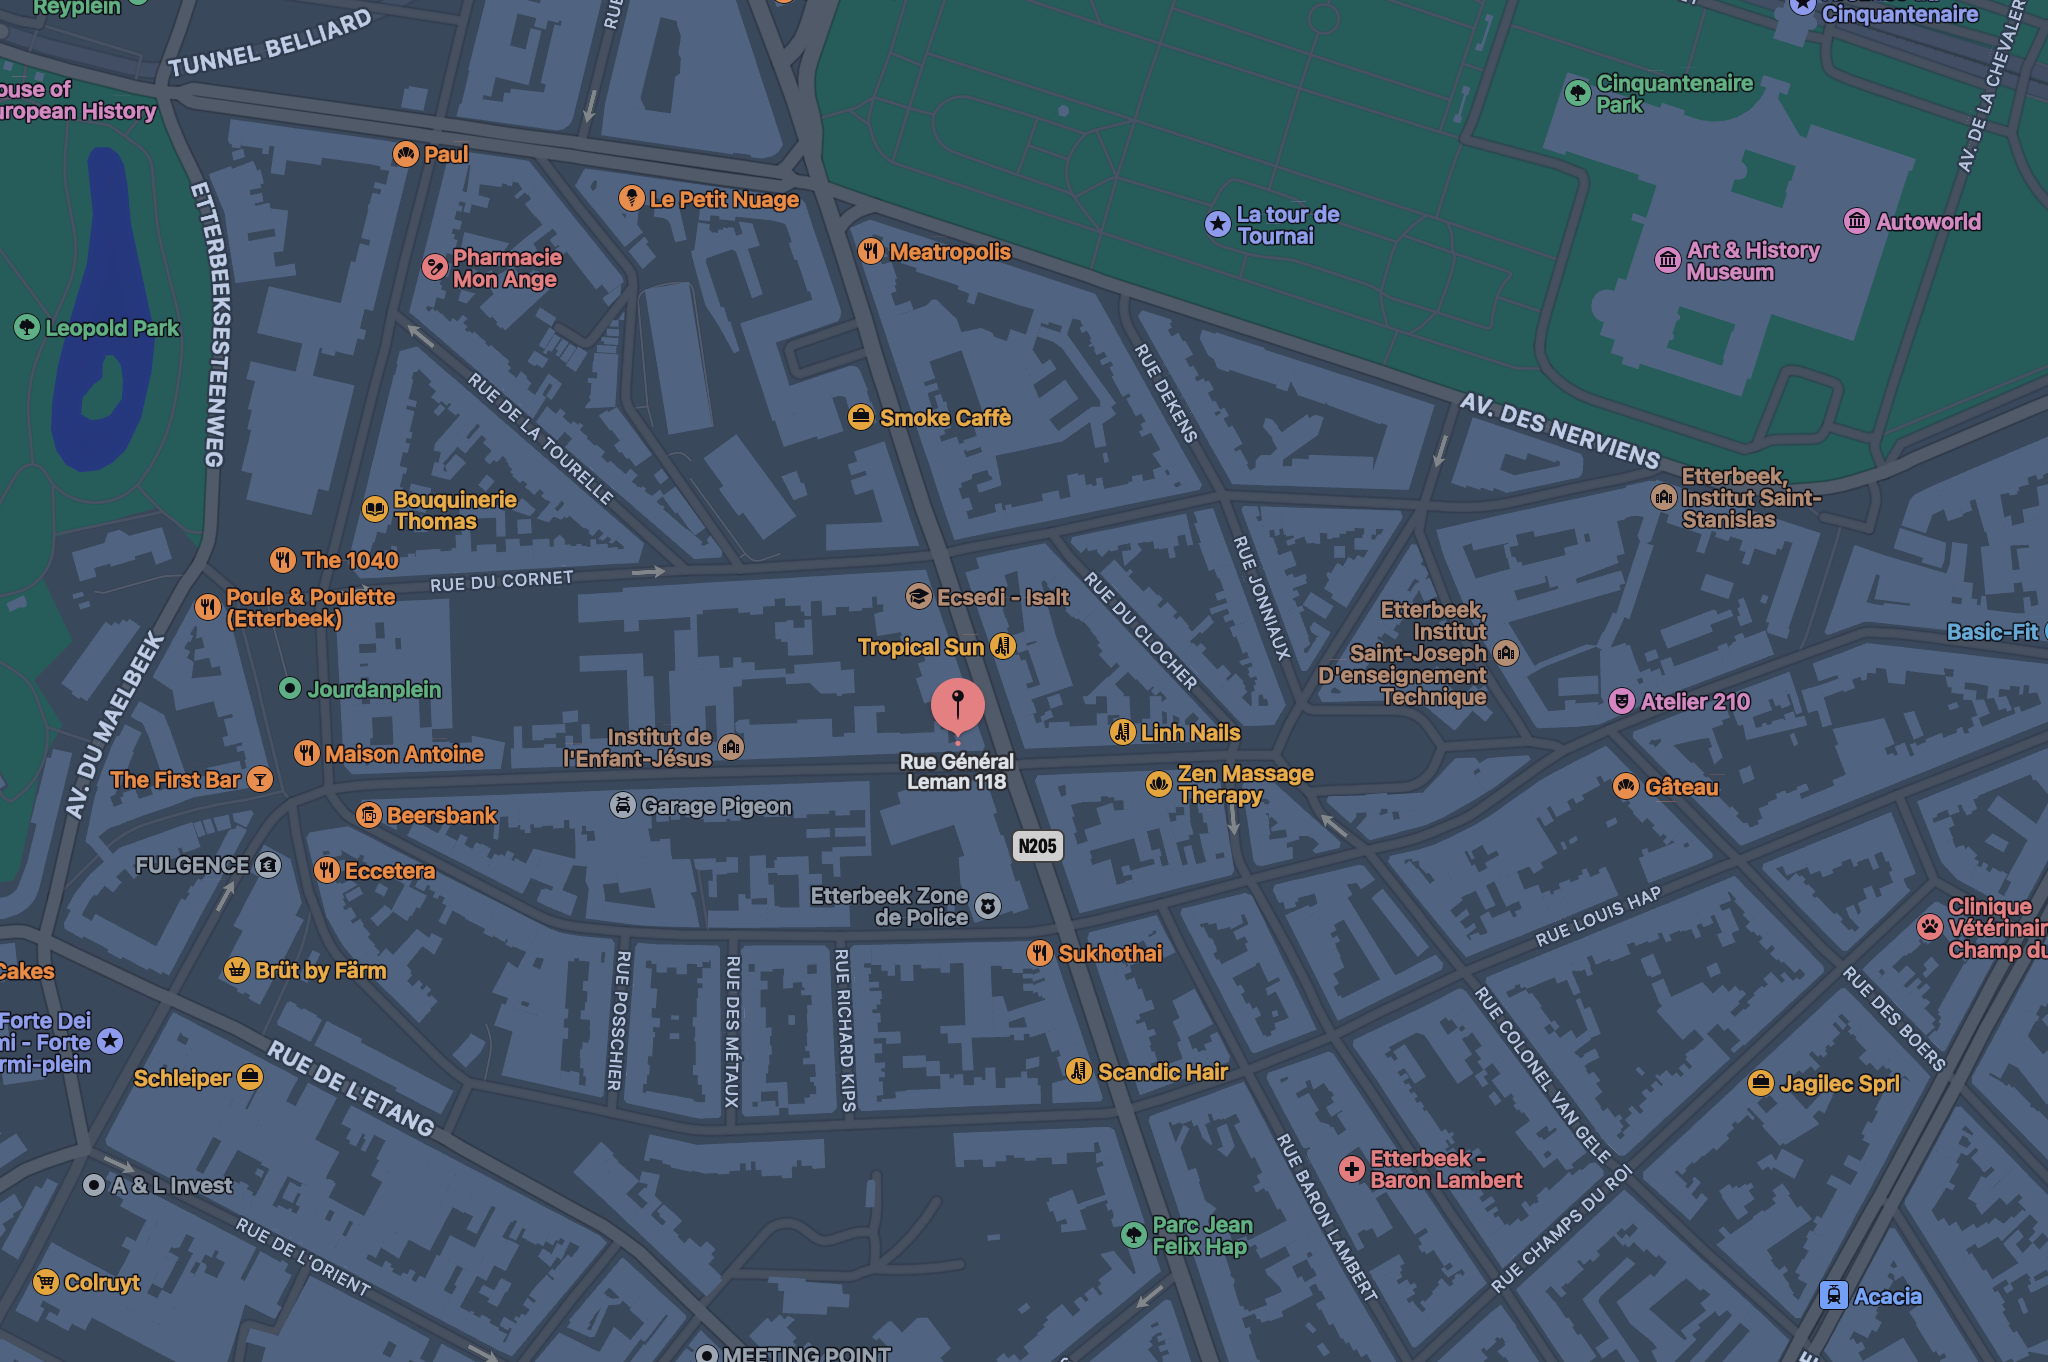 Reyplein
TUNNEL BELLIARD
RUE
Cinquantenaire
AV. DE LA CHEVALER
ouse of
uropean History
Cinquantenaire
Park
Paul
Le Petit Nuage
ETTERBEEKSESTEENWEG
La tour de
Tournai
Autoworld
Meatropolis
Art & History
Museum
Pharmacie
Mon Ange
Leopold Park
RUE DE LA TOURELLE
RUE DEKENS
Smoke Caffè
AV. DES NERVIENS
Etterbeek,
Institut Saint-
Stanislas
Bouquinerie
Thomas
The 1040
RUE DU CORNET
Poule & Poulette
(Etterbeek)
Ecsedi - Isalt
RUE DU CLOCHER
RUE JONNIAUX
Etterbeek,
Institut
Saint-Joseph
D'enseignement
Technique
Basic-Fit
Tropical Sun
AV. DU MAELBEEK
Jourdanplein
Atelier 210
Institut de
l'Enfant-Jésus
Linh Nails
Maison Antoine
Rue Général
Leman 118
The First Bar
Zen Massage
Therapy
Gâteau
Beersbank
Garage Pigeon
N205
FULGENCE
Eccetera
Etterbeek Zone
de Police
RUE LOUIS HAP
Clinique
Vétérinair
Champ du
Sukhothai
Cakes
Brüt by Färm
RUE POSSCHIER
RUE DES MÉTAUX
RUE RICHARD KIPS
RUE COLONEL VAN GELE
RUE DES BOERS
Forte Dei
mi - Forte
rmi-plein
RUE DE L'ETANG
Schleiper
Scandic Hair
Jagilec Sprl
RUE BARON LAMBERT
Etterbeek -
Baron Lambert
RUE CHAMPS DU ROI
A & L Invest
RUE DE L'ORIENT
Parc Jean
Felix Hap
Colruyt
Acacia
MEETING POINT